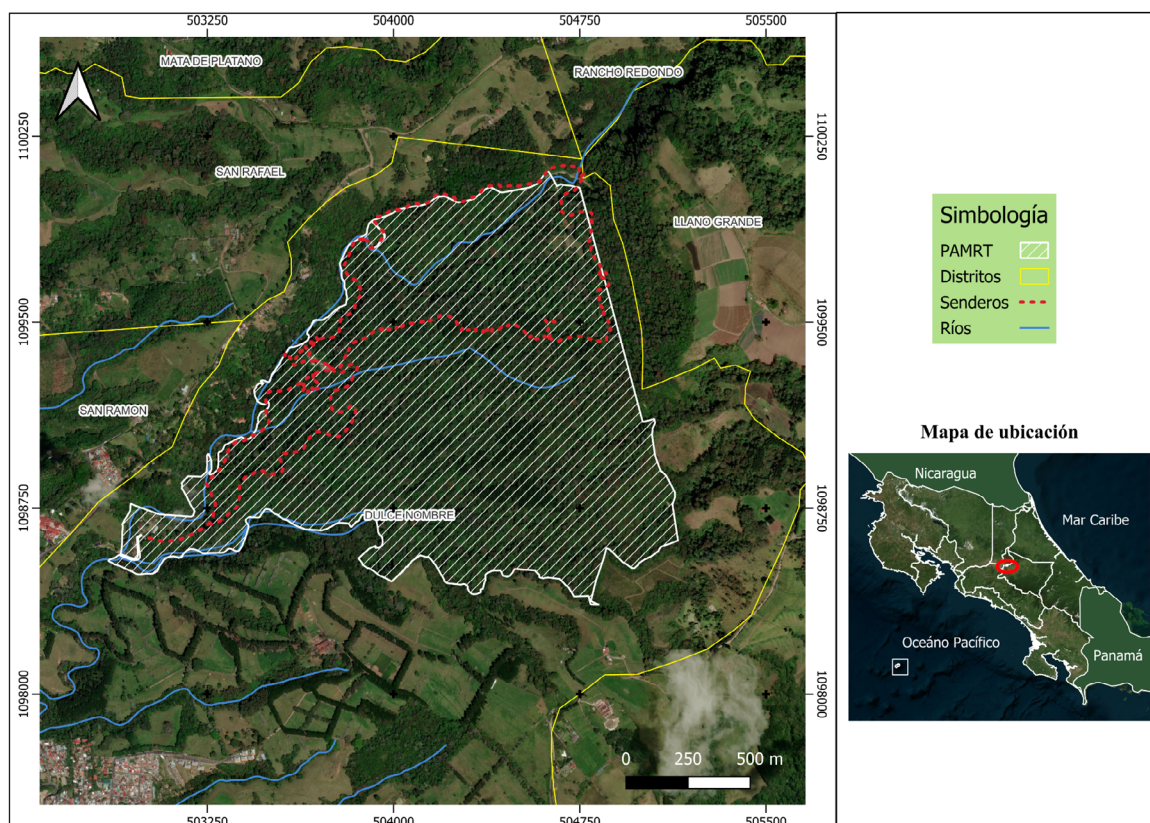 503250 504000 504750 505500
MATA DE PLATANO
RANCHO REDONDO
1100250 1100250
SAN RAFAEL
LLANO GRANDE
1099500 1099500
SAN RAMON
1098750 1098750
DULCE NOMBRE
1098000 1098000
0 250 500 m
503250 504000 504750 505500
Simbología
PAMRT
Distritos
Senderos
Ríos
Mapa de ubicación
Nicaragua
Mar Caribe
Oceáno Pacífico
Panamá